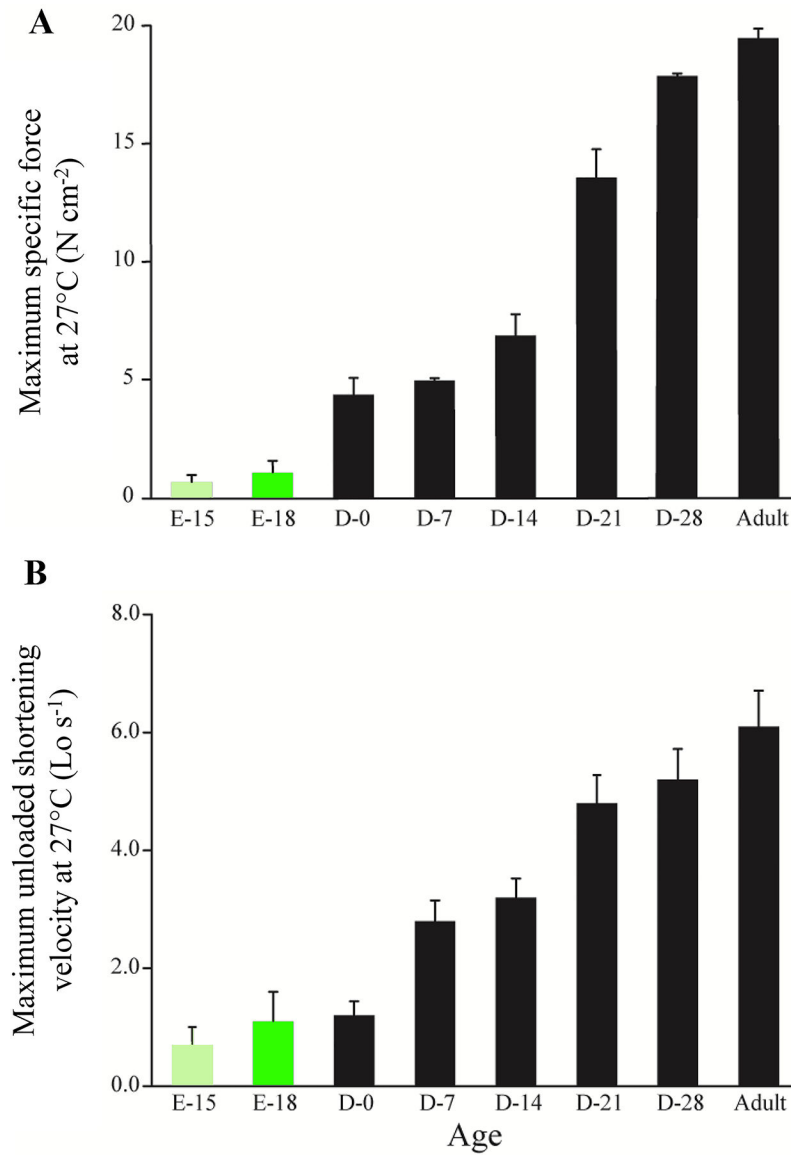 A
Maximum specific force
at 27°C (N cm-2)
20
15
10
5
0
E-15 E-18 D-0 D-7 D-14 D-21 D-28 Adult
B
Maximum unloaded shortening
velocity at 27°C (Lo s-1)
8.0
6.0
4.0
2.0
0.0
E-15 E-18 D-0 D-7 D-14 D-21 D-28 Adult
Age